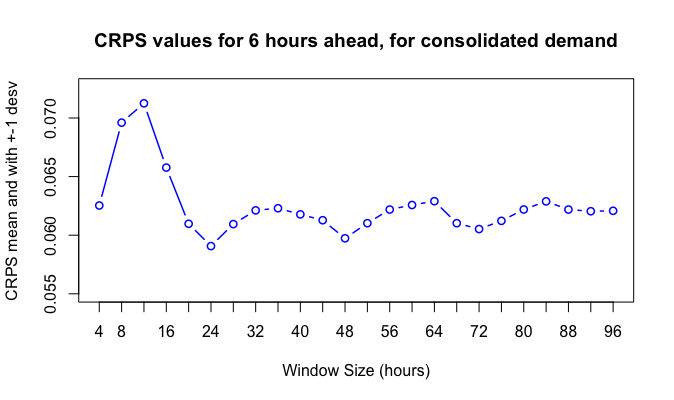 CRPS values for 6 hours ahead, for consolidated demand
CRPS mean and with +-1 desv
0.070
0.065
0.060
0.055
4 8 16 24 32 40 48 56 64 72 80 88 96
Window Size (hours)